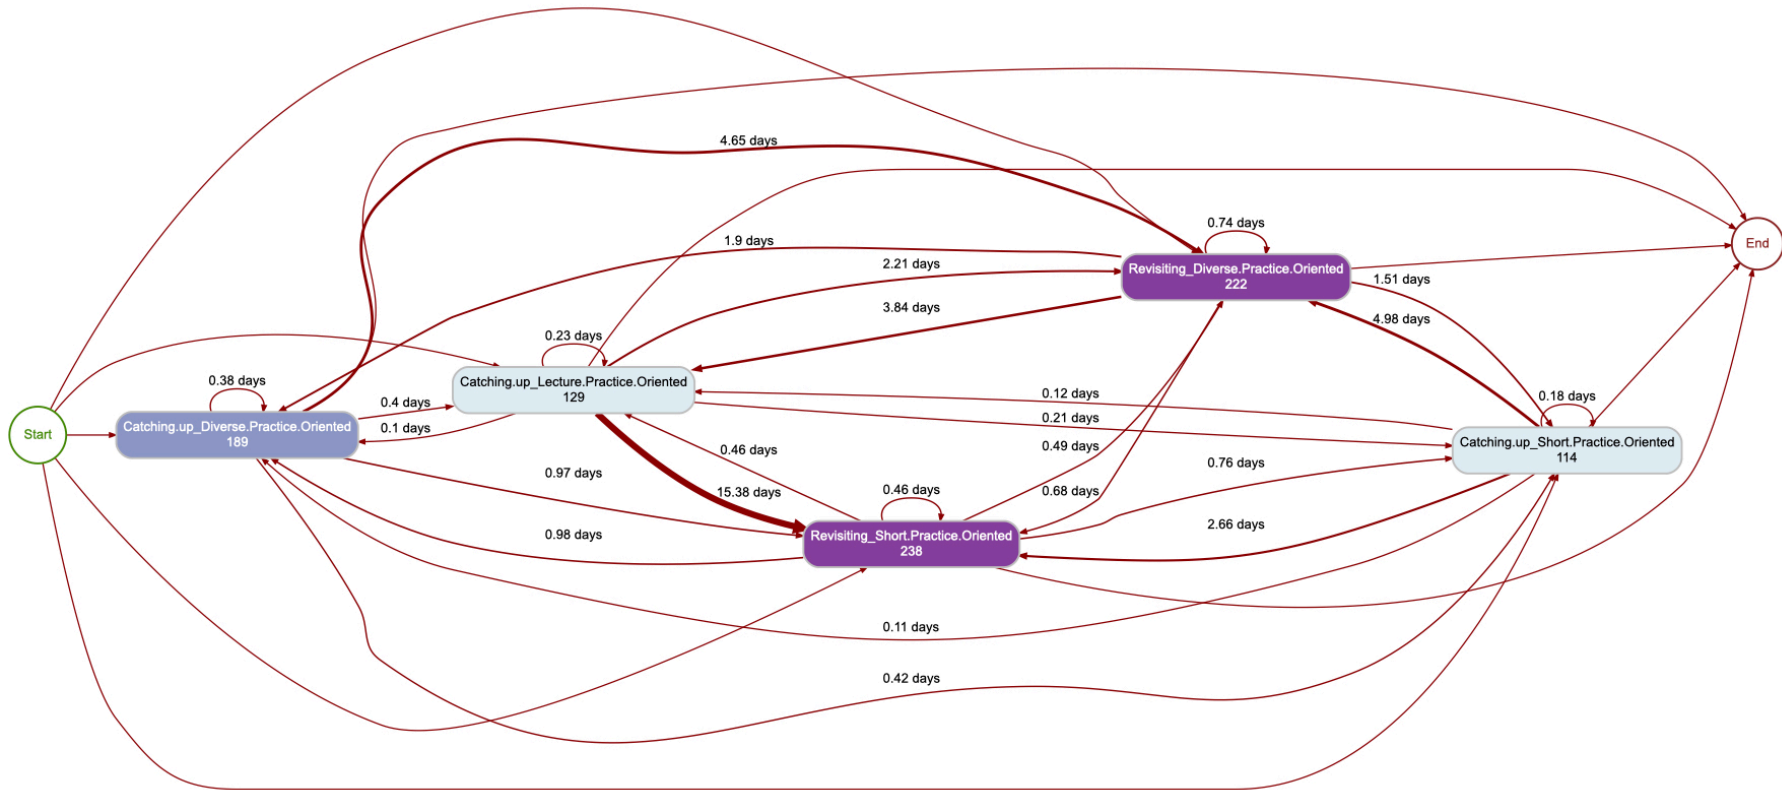 4.65 days
0.74 days
1.9 days
End
2.21 days
Revisiting_Diverse.Practice.Oriented
222
1.51 days
3.84 days
4.98 days
0.23 days
0.38 days
Catching.up_Lecture.Practice.Oriented
129
0.12 days
0.18 days
0.4 days
0.21 days
Start
Catching.up_Diverse.Practice.Oriented
189
0.1 days
0.46 days
0.49 days
Catching.up_Short.Practice.Oriented
114
0.97 days
0.76 days
15.38 days
0.46 days
0.68 days
2.66 days
0.98 days
Revisiting_Short.Practice.Oriented
238
0.11 days
0.42 days